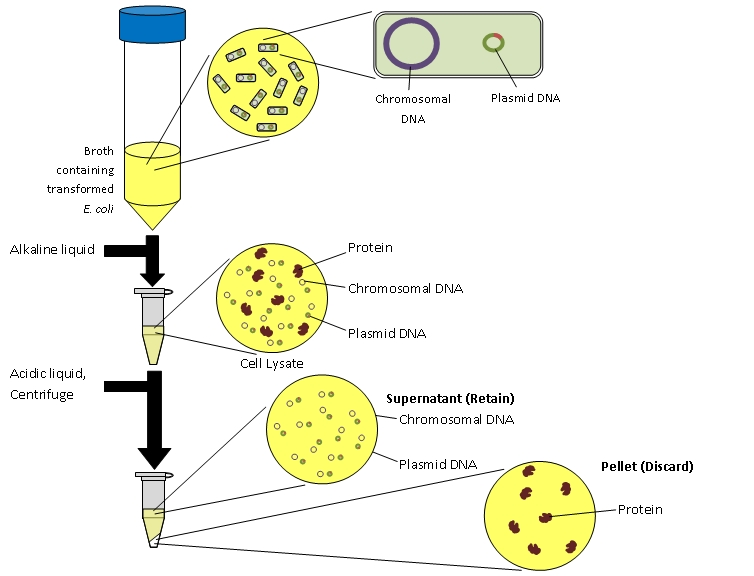 Chromosomal
DNA
Plasmid DNA
Broth
containing
transformed
E. coli
Alkaline liquid
Protein
Chromosomal DNA
Plasmid DNA
Cell Lysate
Acidic liquid,
Centrifuge
Supernatant (Retain)
Chromosomal DNA
Plasmid DNA
Pellet (Discard)
Protein